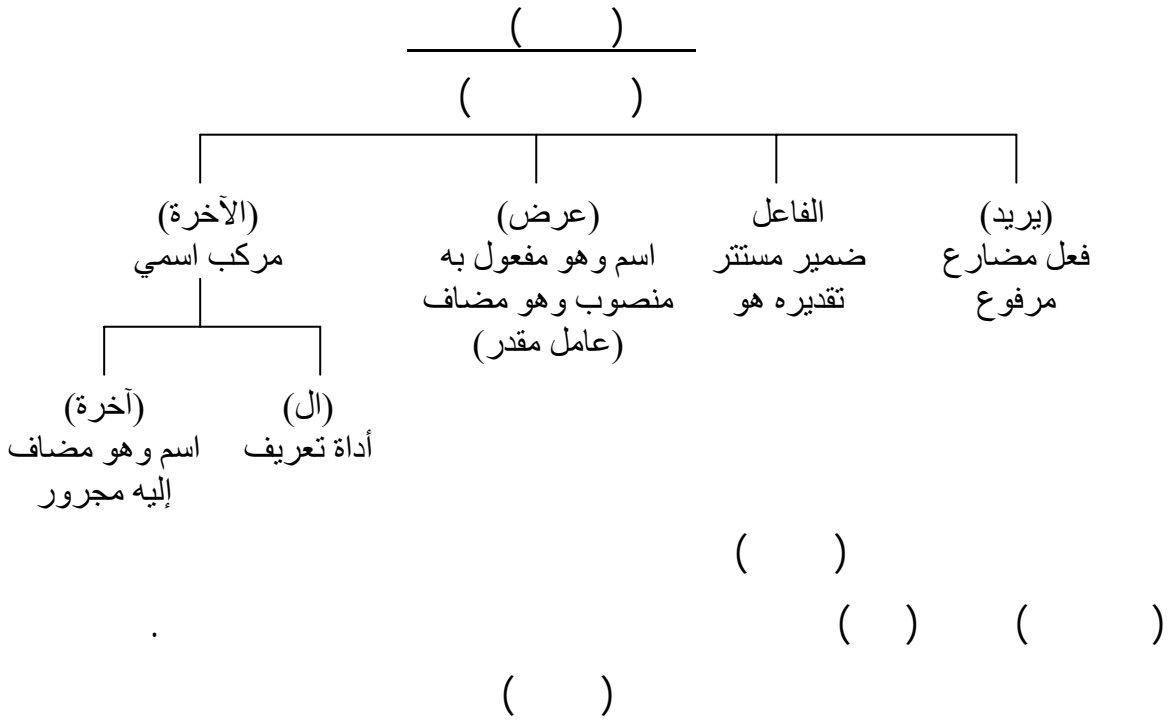 (       )
(       )
(يريد) الفاعل (عرض) (الآخرة)
فعل مضارع ضمير مستتر اسم وهو مفعول به مركب اسمي
مرفوع تقديره هو منصوب وهو مضاف
(عامل مقدر)
(ال) (آخرة)
أداة تعريف اسم وهو مضاف
إليه مجرور
(       )
(       ) (   ) .
(       )